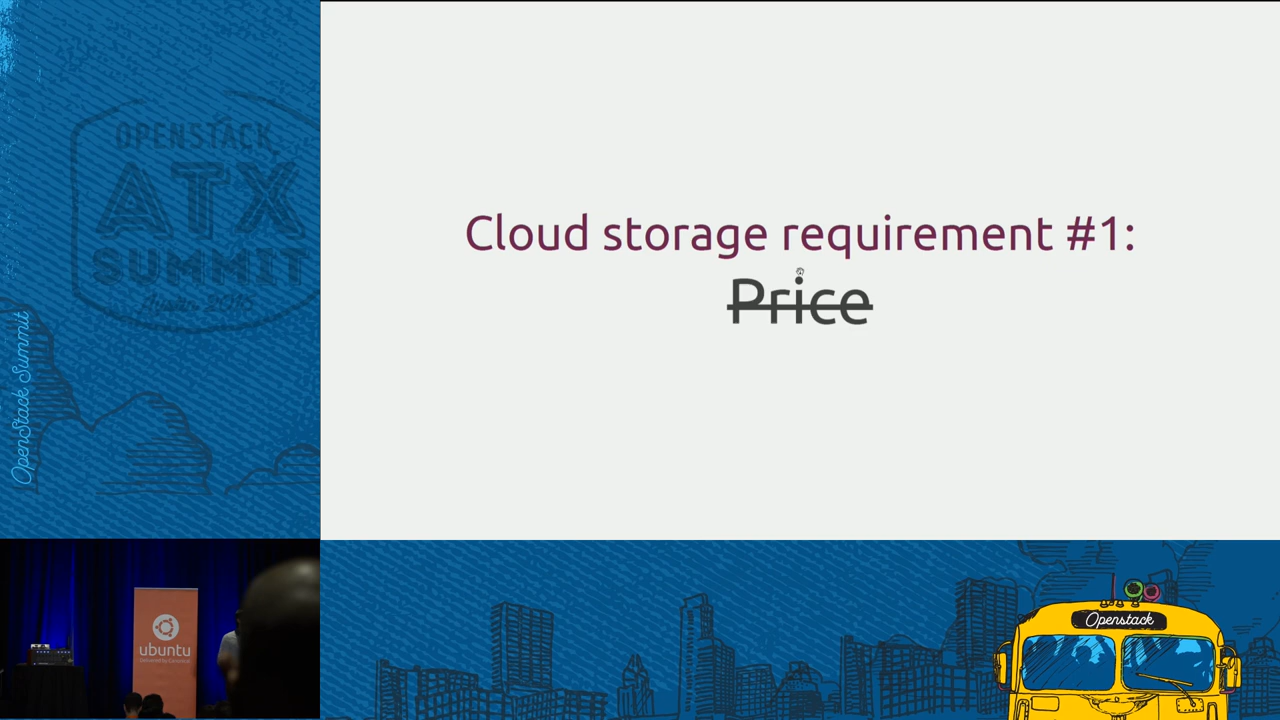 OPENSTACK
ATX
SUMMIT
Austin, 2016
OpenStack Summit
Cloud storage requirement #1:
Price
ubuntu
Openstack